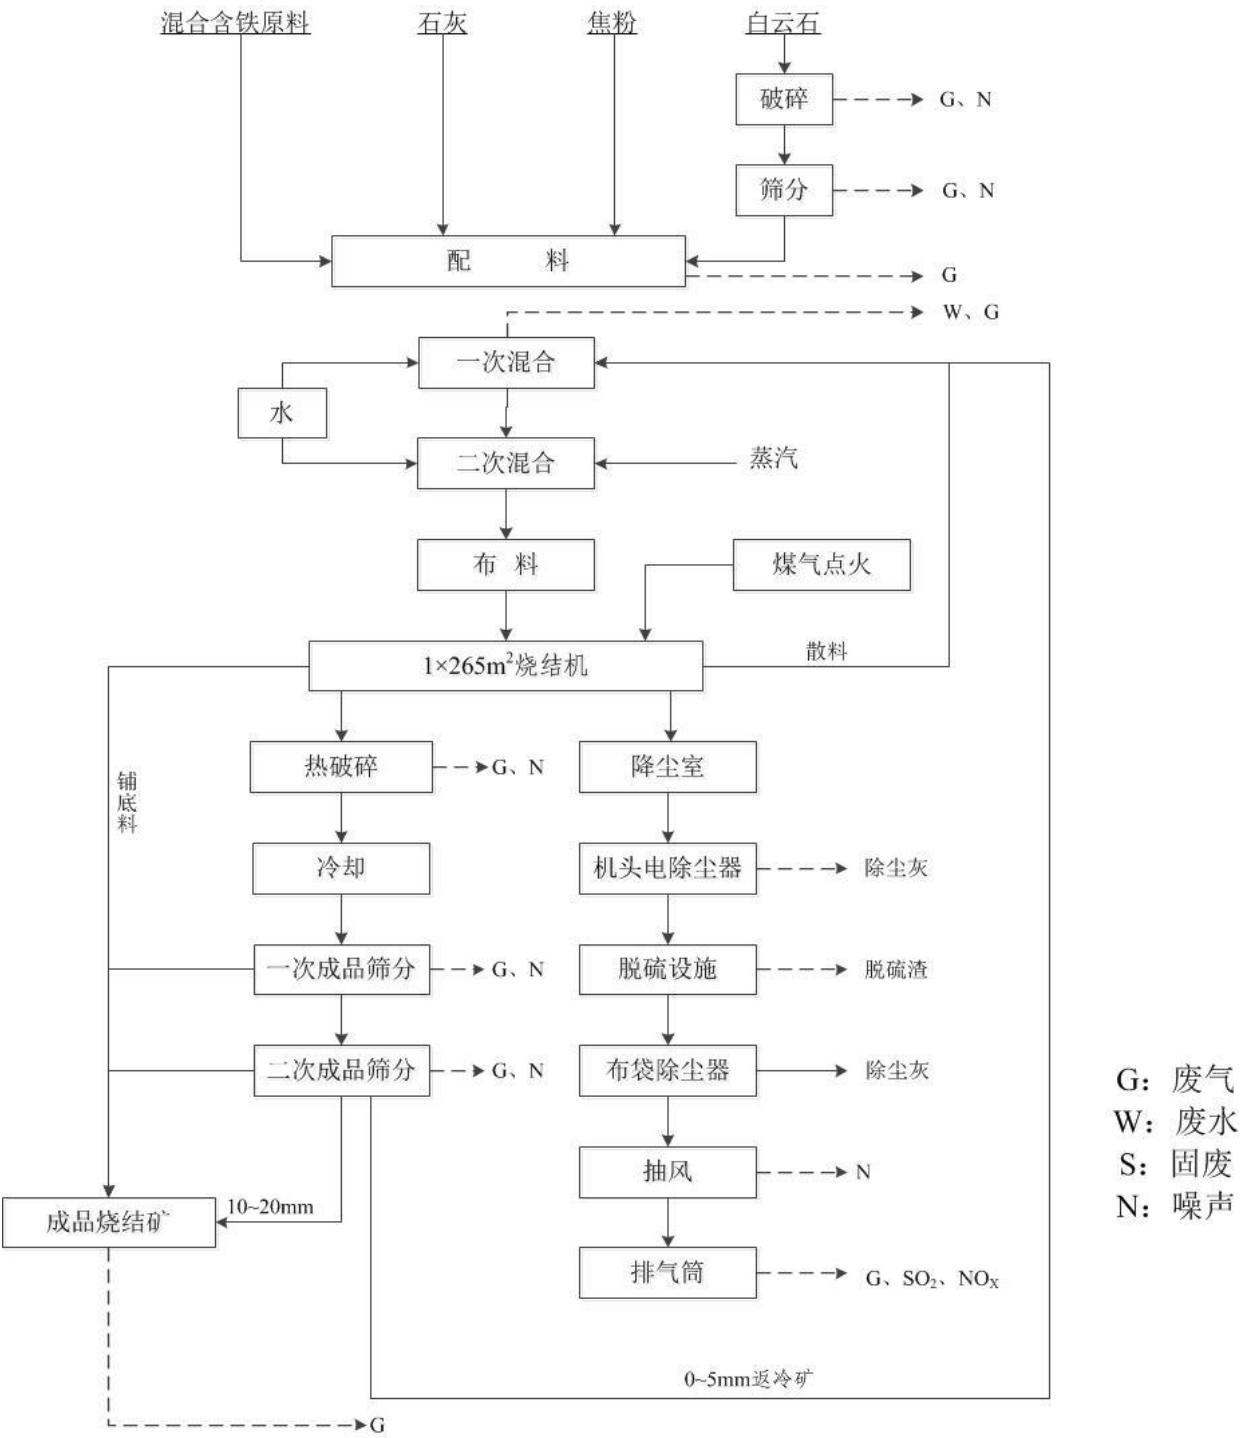 混合含铁原料
石灰
焦粉
白云石
破碎
G、N
筛分
G、N
配 料
G
W、G
一次混合
水
二次混合
蒸汽
布 料
煤气点火
1×265m²烧结机
散料
铺底料
热破碎
G、N
降尘室
冷却
机头电除尘器
除尘灰
一次成品筛分
G、N
脱硫设施
脱硫渣
二次成品筛分
G、N
布袋除尘器
除尘灰
G：废气
W：废水
S：固废
N：噪声
抽风
N
成品烧结矿
10~20mm
排气筒
G、SO₂、NOX
0~5mm返冷矿
G